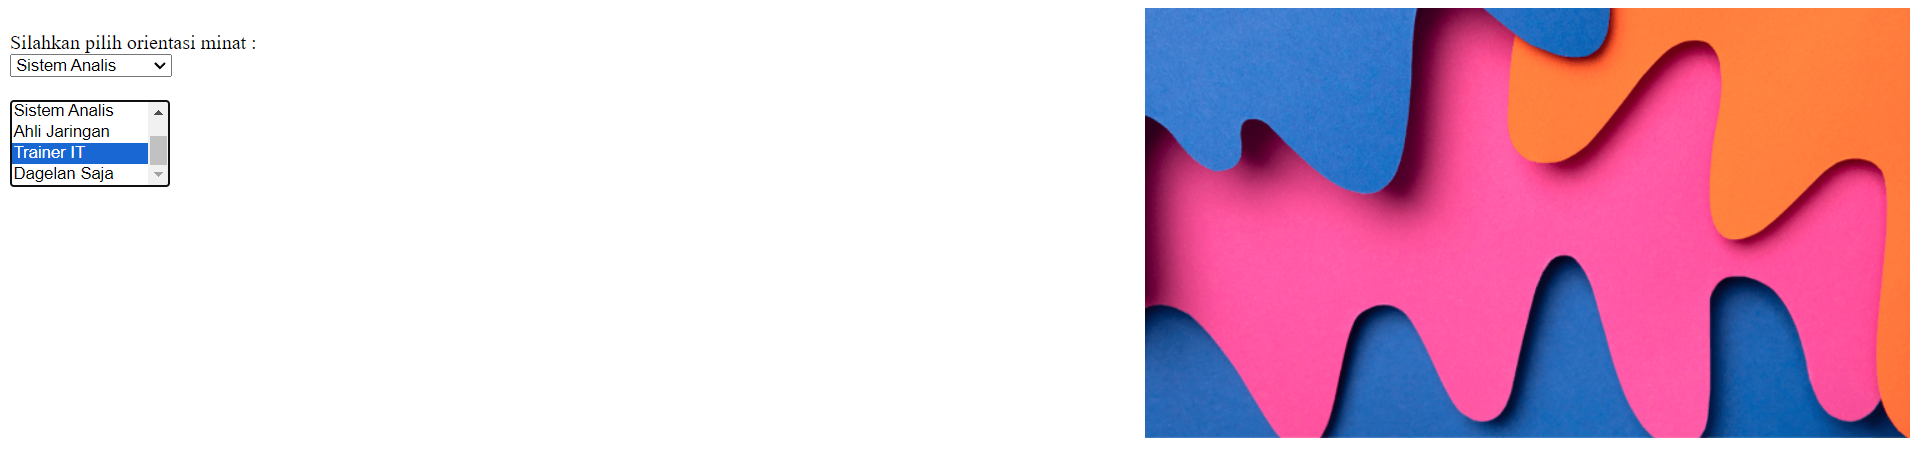 Silahkan pilih orientasi minat :
Sistem Analis
Sistem Analis
Ahli Jaringan
Trainer IT
Dagelan Saja